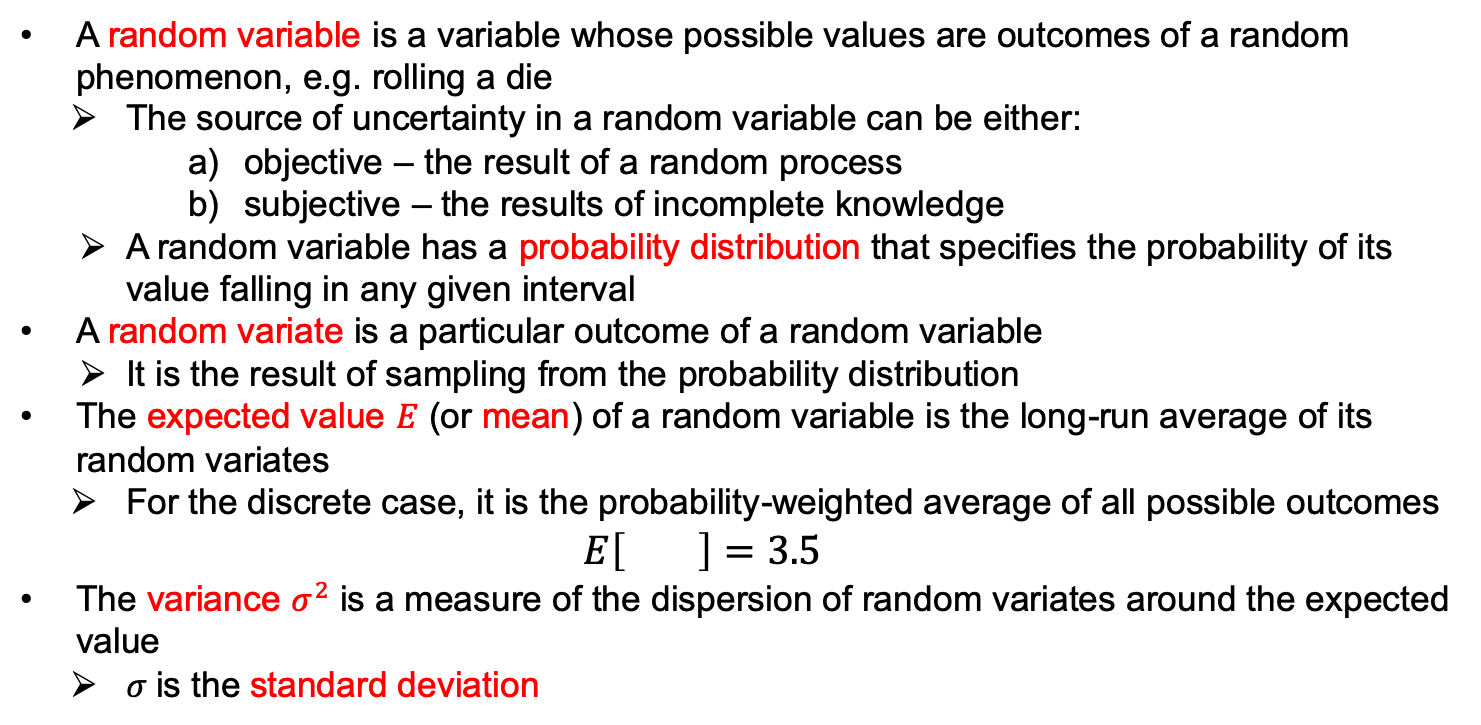 • A random variable is a variable whose possible values are outcomes of a random
phenomenon, e.g. rolling a die
➢ The source of uncertainty in a random variable can be either:
a) objective – the result of a random process
b) subjective – the results of incomplete knowledge
➢ A random variable has a probability distribution that specifies the probability of its
value falling in any given interval
• A random variate is a particular outcome of a random variable
➢ It is the result of sampling from the probability distribution
• The expected value E (or mean) of a random variable is the long-run average of its
random variates
➢ For the discrete case, it is the probability-weighted average of all possible outcomes
E[ ] = 3.5
• The variance σ² is a measure of the dispersion of random variates around the expected
value
➢ σ is the standard deviation